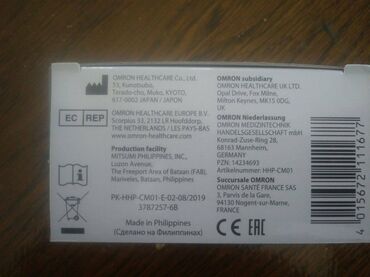 OMRON HEALTHCARE Co., Ltd.
53, Kunotsubo,
Terado-cho, Muko, KYOTO,
617-0002 JAPAN / JAPON
EC REP
OMRON HEALTHCARE EUROPE B.V.
Scorpius 33, 2132 LR Hoofddorp,
THE NETHERLANDS / LES PAYS-BAS
www.omron-healthcare.com
Production facility
MITSUMI PHILIPPINES, INC.,
Luzon Avenue,
The Freeport Area of Bataan (FAB),
Mariveles, Bataan, Philippines
PK-HHP-CM01-E-02-08/2019
3787257-6B
Made in Philippines
(Сделано на Филиппинах)
OMRON subsidiary
OMRON HEALTHCARE UK LTD.
Opal Drive, Fox Milne,
Milton Keynes, MK15 0DG,
UK
OMRON Niederlassung
OMRON MEDIZINTECHNIK
HANDELSGESELLSCHAFT mbH
Konrad-Zuse-Ring 28,
68163 Mannheim,
GERMANY
PZN: 14234693
Artikelnummer: HHP-CM01
Succursale OMRON
OMRON SANTÉ FRANCE SAS
3, Parvis de la Gare,
94130 Nogent-sur-Marne,
FRANCE
CE EAC
4 015672 111677